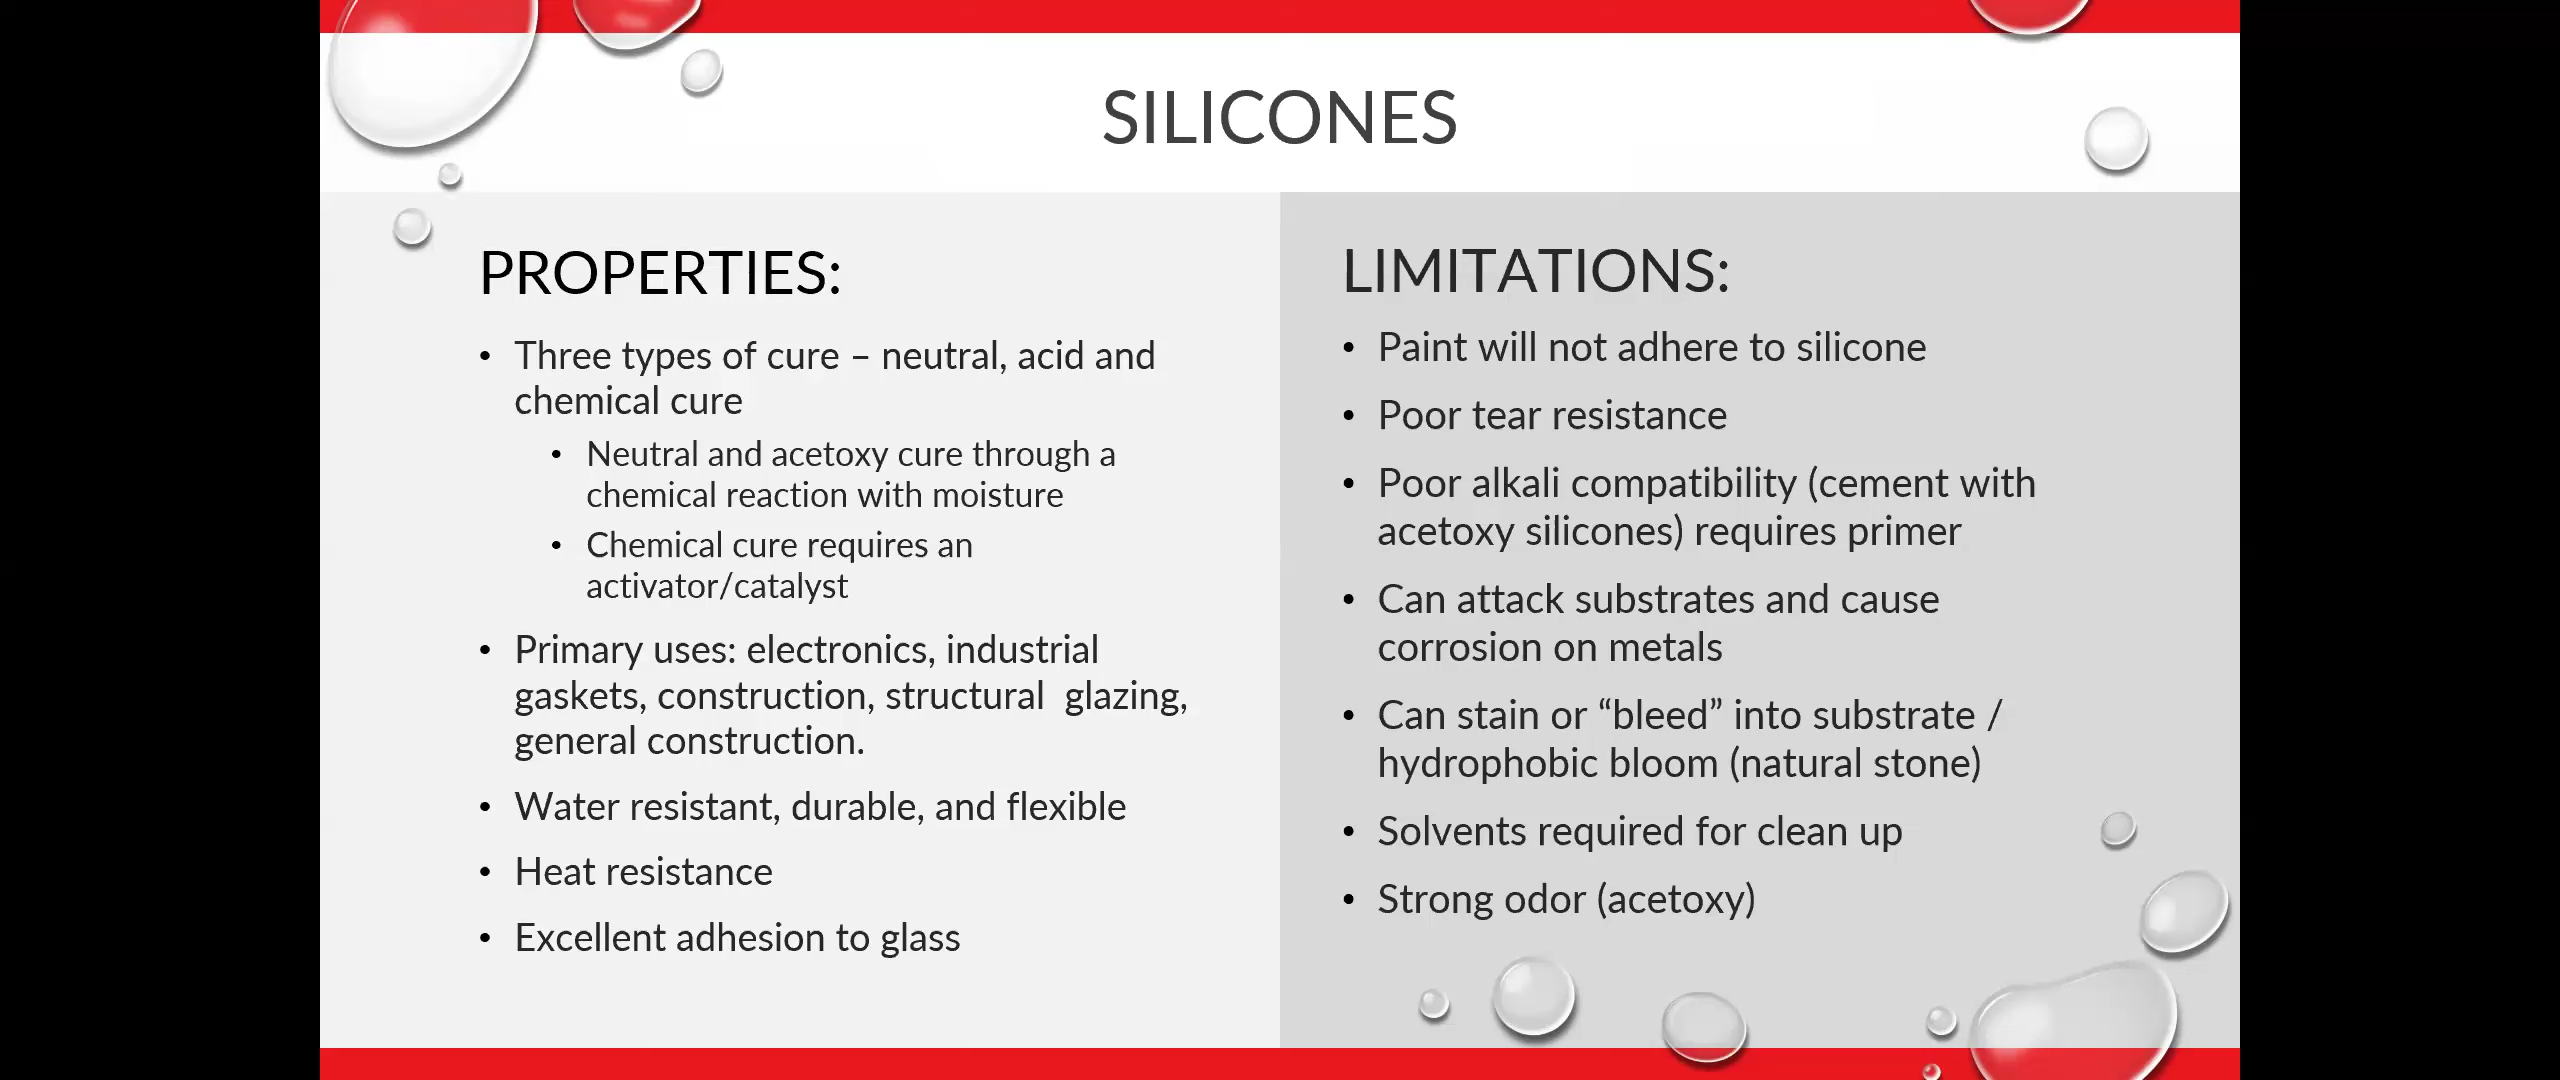 SILICONES
PROPERTIES:
• Three types of cure – neutral, acid and
chemical cure
• Neutral and acetoxy cure through a
chemical reaction with moisture
• Chemical cure requires an
activator/catalyst
• Primary uses: electronics, industrial
gaskets, construction, structural  glazing,
general construction.
• Water resistant, durable, and flexible
• Heat resistance
• Excellent adhesion to glass
LIMITATIONS:
• Paint will not adhere to silicone
• Poor tear resistance
• Poor alkali compatibility (cement with
acetoxy silicones) requires primer
• Can attack substrates and cause
corrosion on metals
• Can stain or “bleed” into substrate /
hydrophobic bloom (natural stone)
• Solvents required for clean up
• Strong odor (acetoxy)